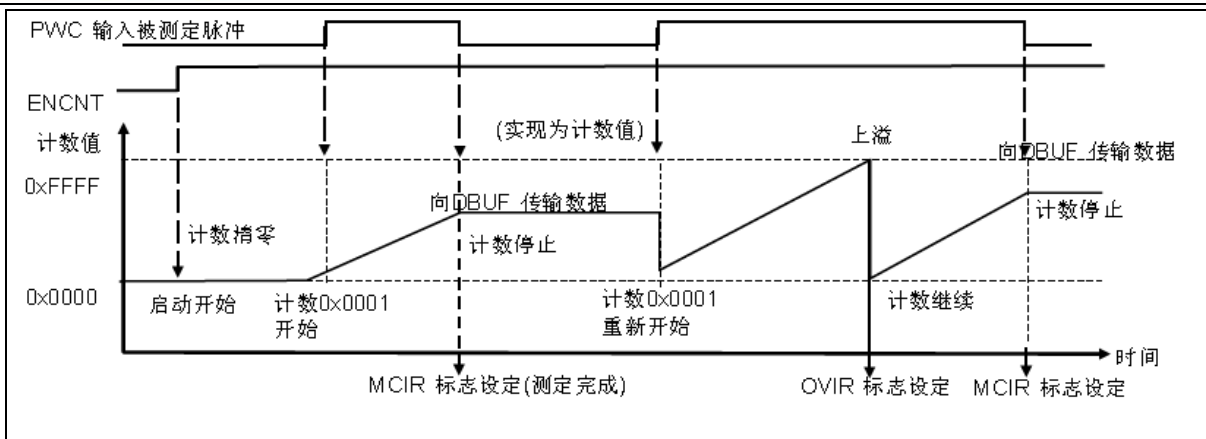 PWC 输入被测定脉冲
ENCNT
计数值
(实现为计数值)
上溢
0xFFFF
向DBUF 传输数据
向DBUF 传输数据
计数清零
计数停止
计数停止
0x0000
启动开始
计数0x0001
开始
计数0x0001
重新开始
计数继续
时间
MCIR 标志设定(测定完成)
OVIR 标志设定
MCIR 标志设定